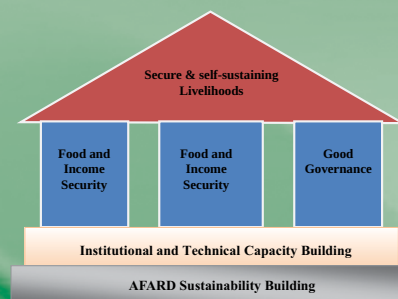 Secure & self-sustaining
Livelihoods
Food and
Income
Security
Food and
Income
Security
Good
Governance
Institutional and Technical Capacity Building
AFARD Sustainability Building